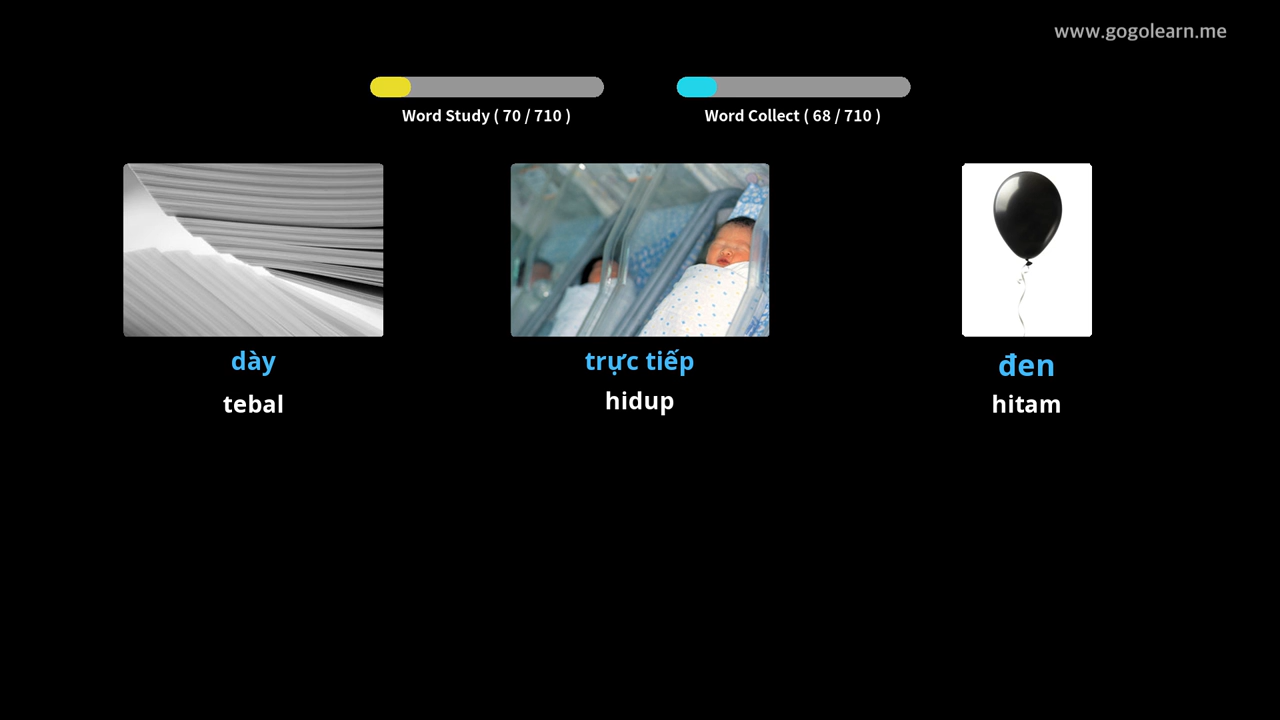 www.gogolearn.me
Word Study ( 70 / 710 )
Word Collect ( 68 / 710 )
dày
tebal
trực tiếp
hidup
đen
hitam